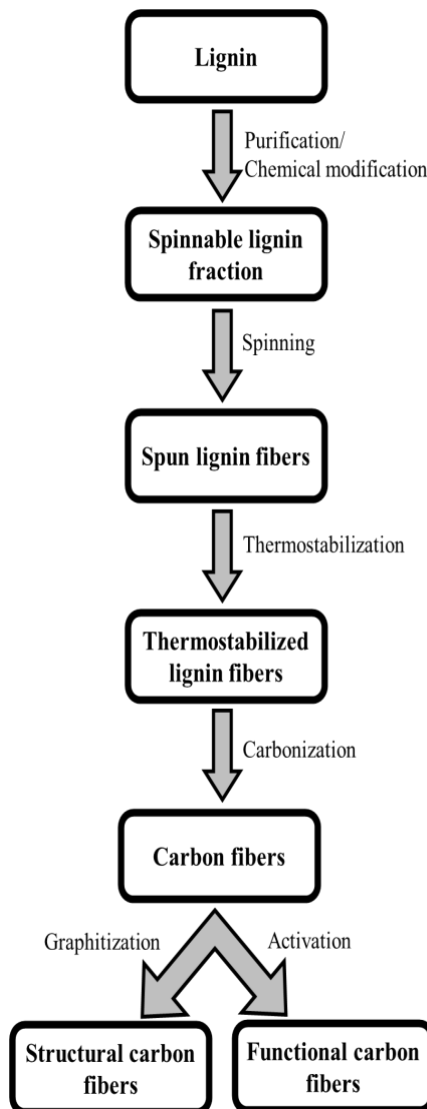 Lignin
Purification/
Chemical modification
Spinnable lignin
fraction
Spinning
Spun lignin fibers
Thermostabilization
Thermostabilized
lignin fibers
Carbonization
Carbon fibers
Graphitization
Activation
Structural carbon
fibers
Functional carbon
fibers